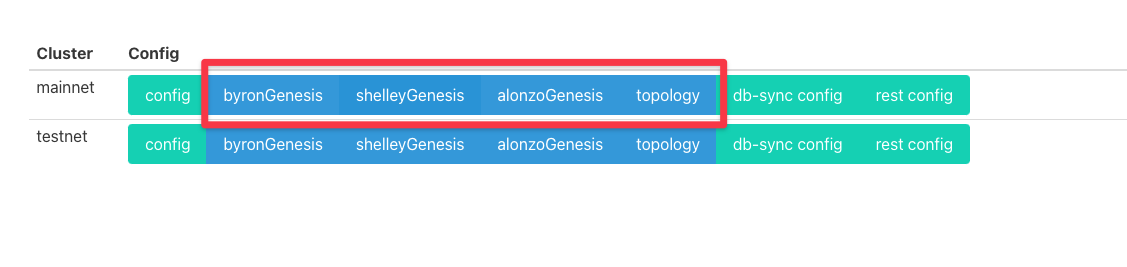 Cluster Config
mainnet config byronGenesis shelleyGenesis alonzoGenesis topology db-sync config rest config
testnet config byronGenesis shelleyGenesis alonzoGenesis topology db-sync config rest config